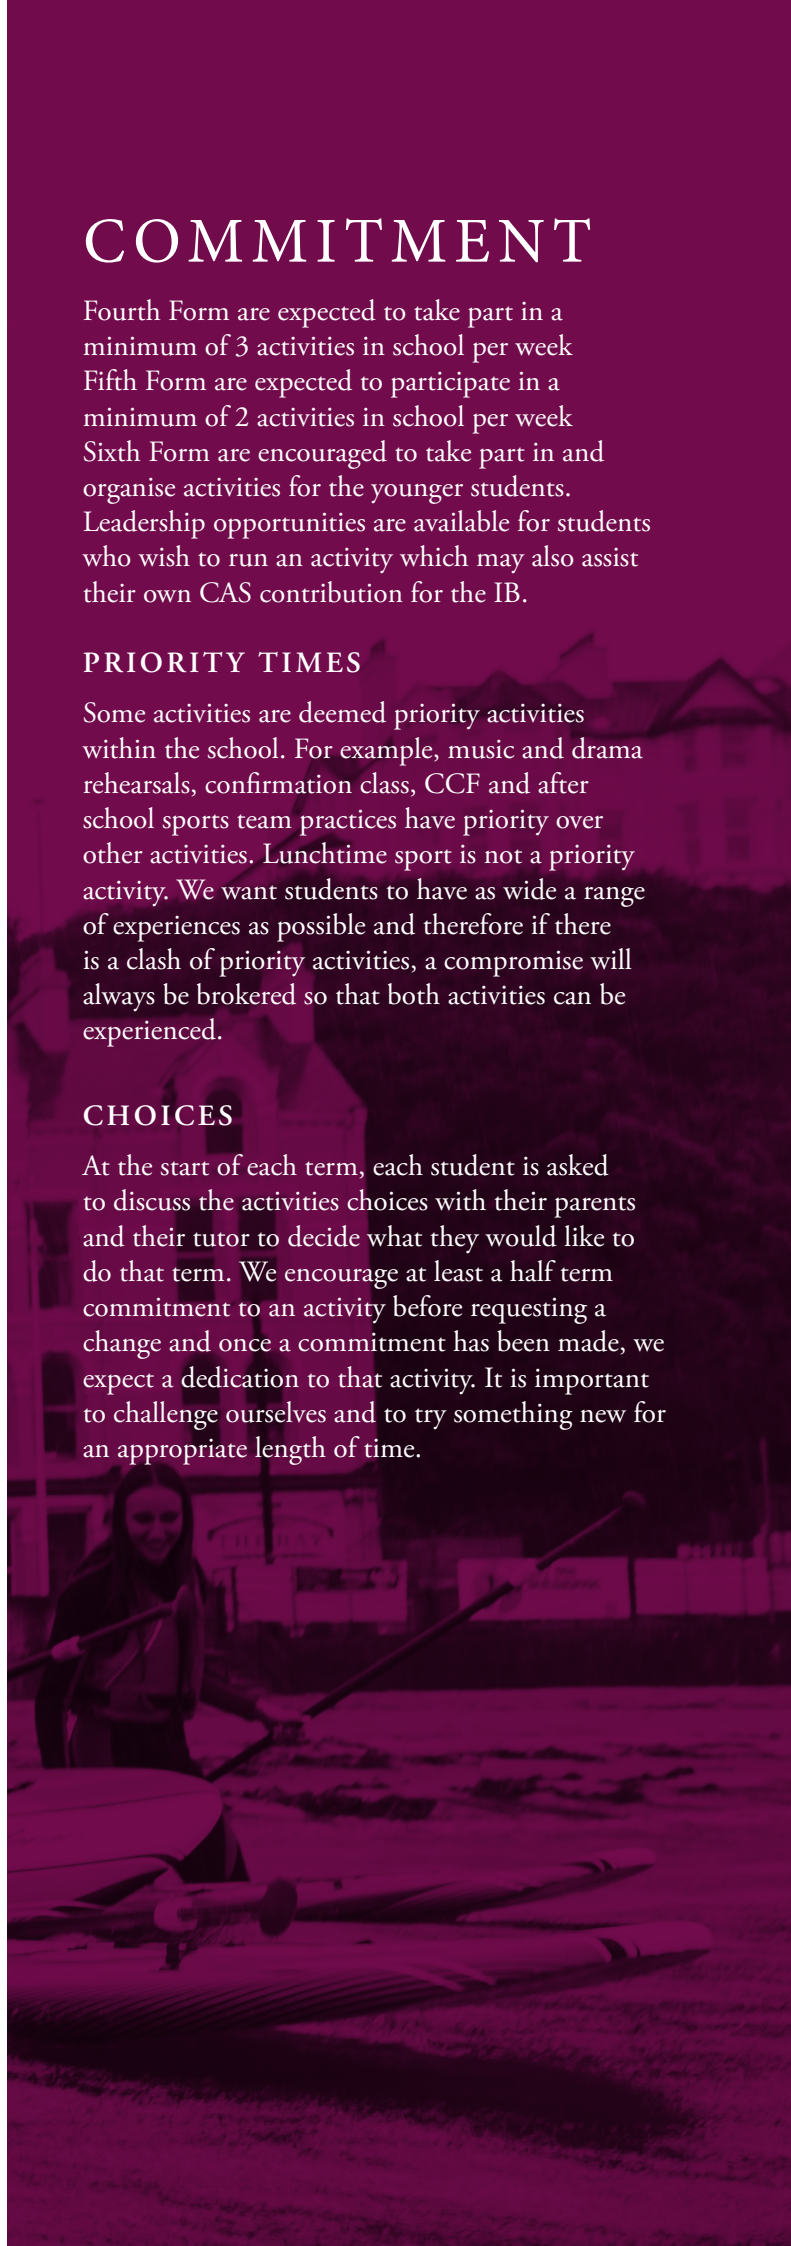 COMMITMENT
Fourth Form are expected to take part in a
minimum of 3 activities in school per week
Fifth Form are expected to participate in a
minimum of 2 activities in school per week
Sixth Form are encouraged to take part in and
organise activities for the younger students.
Leadership opportunities are available for students
who wish to run an activity which may also assist
their own CAS contribution for the IB.
PRIORITY TIMES
Some activities are deemed priority activities
within the school. For example, music and drama
rehearsals, confirmation class, CCF and after
school sports team practices have priority over
other activities. Lunchtime sport is not a priority
activity. We want students to have as wide a range
of experiences as possible and therefore if there
is a clash of priority activities, a compromise will
always be brokered so that both activities can be
experienced.
CHOICES
At the start of each term, each student is asked
to discuss the activities choices with their parents
and their tutor to decide what they would like to
do that term. We encourage at least a half term
commitment to an activity before requesting a
change and once a commitment has been made, we
expect a dedication to that activity. It is important
to challenge ourselves and to try something new for
an appropriate length of time.